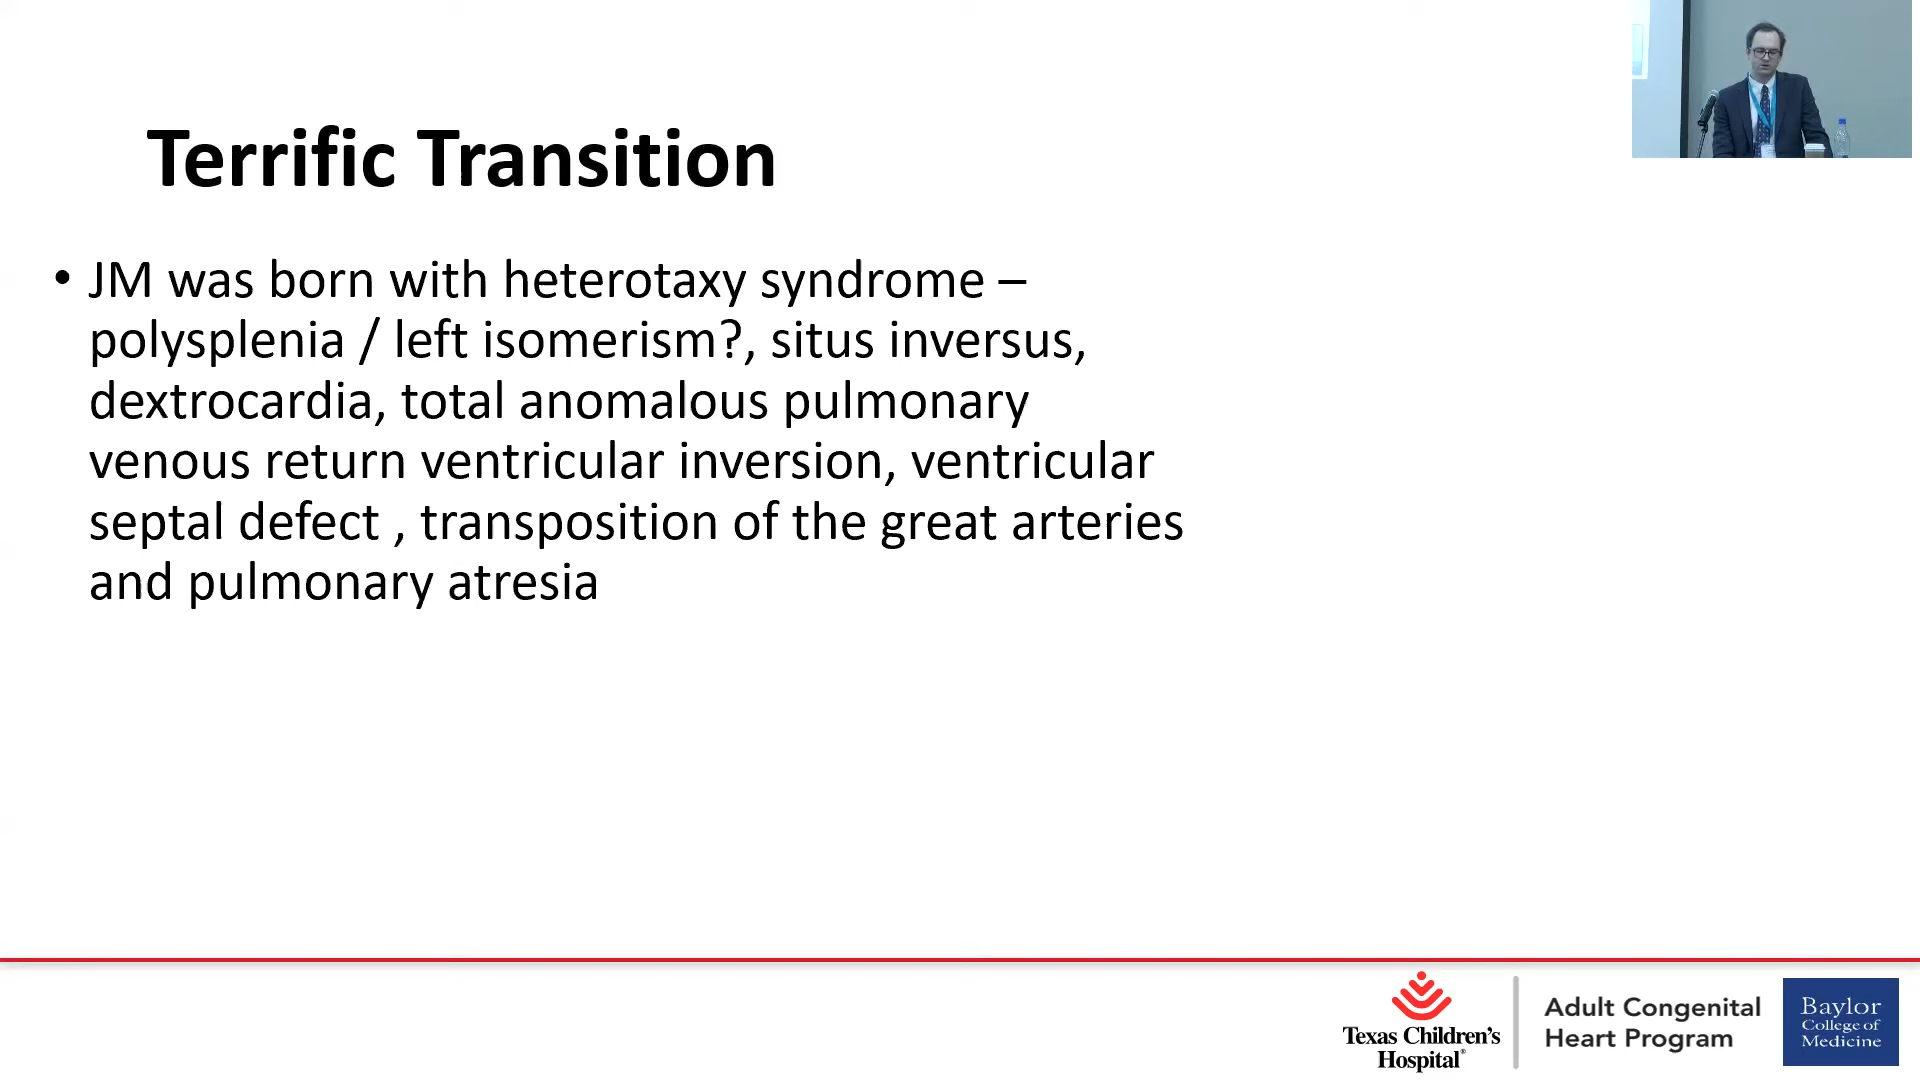 Terrific Transition
• JM was born with heterotaxy syndrome –
polysplenia / left isomerism?, situs inversus,
dextrocardia, total anomalous pulmonary
venous return ventricular inversion, ventricular
septal defect , transposition of the great arteries
and pulmonary atresia
Texas Children's
Hospital®
Adult Congenital
Heart Program
Baylor
College of
Medicine